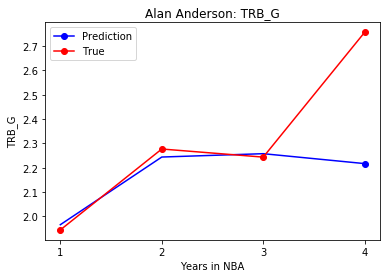 Alan Anderson: TRB_G
Prediction
True
TRB_G
2.7
2.6
2.5
2.4
2.3
2.2
2.1
2.0
1
2
3
4
Years in NBA